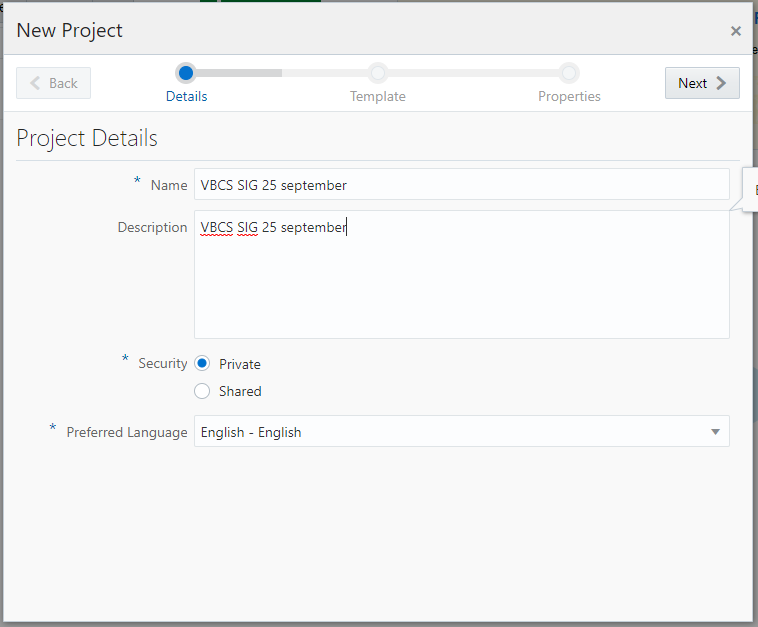 New Project
×
Back
Details
Template
Properties
Next
Project Details
* Name
VBCS SIG 25 september
Description
VBCS SIG 25 september
* Security
Private
Shared
* Preferred Language
English - English